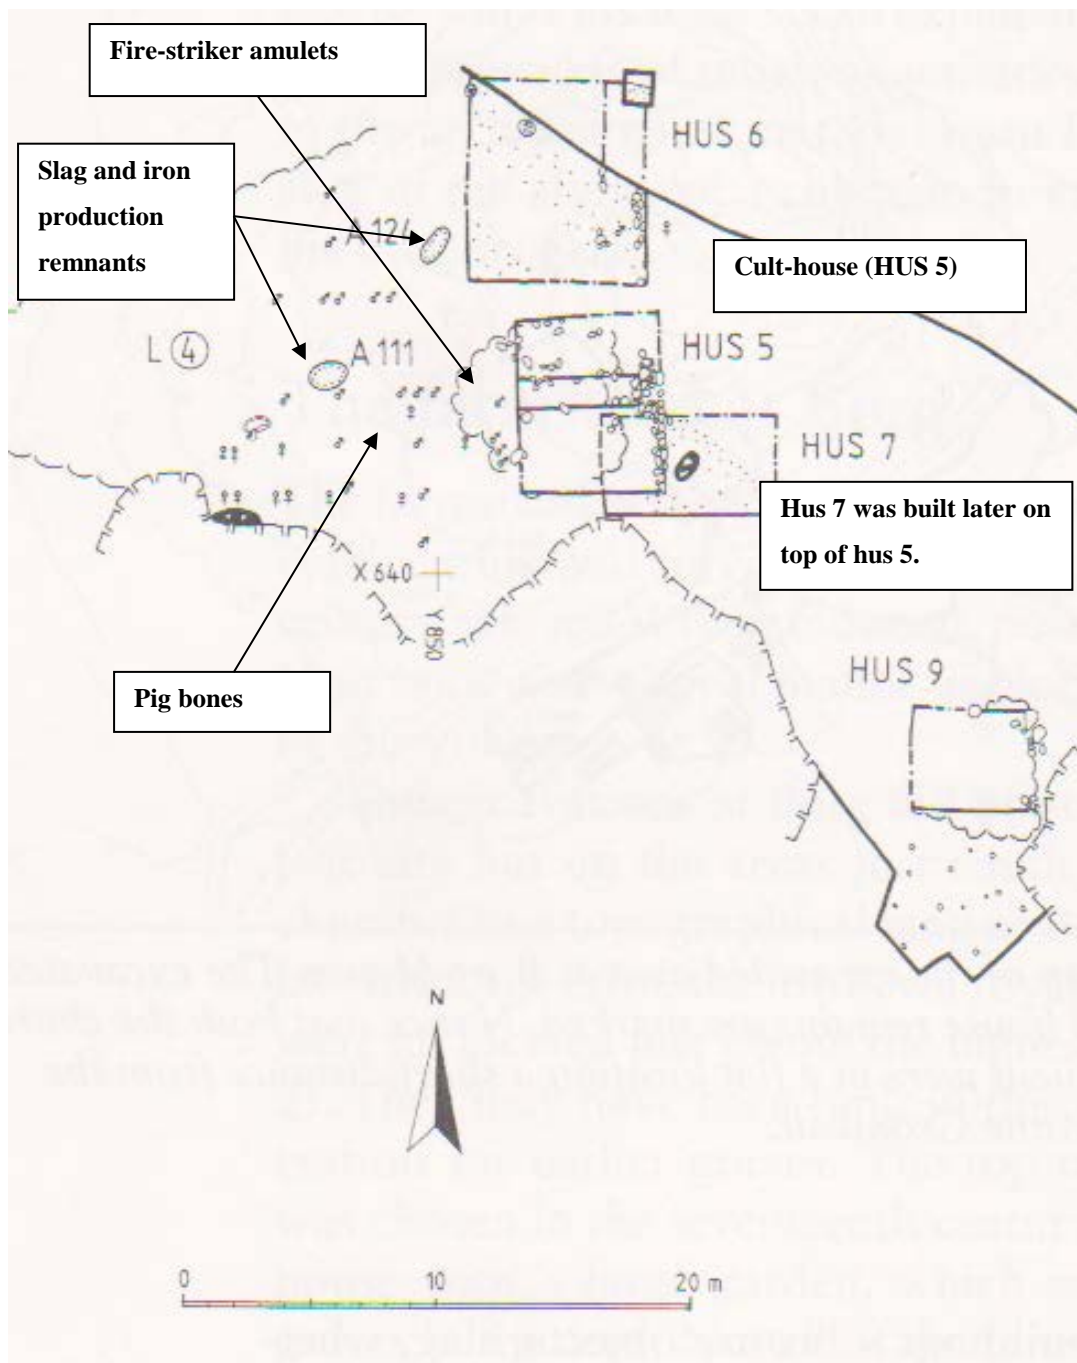 Fire-striker amulets
Slag and iron
production
remnants
HUS 6
A 124
Cult-house (HUS 5)
L 4
A 111
HUS 5
HUS 7
Hus 7 was built later on
top of hus 5.
X 640
Y 850
Pig bones
HUS 9
N
0
10
20 m